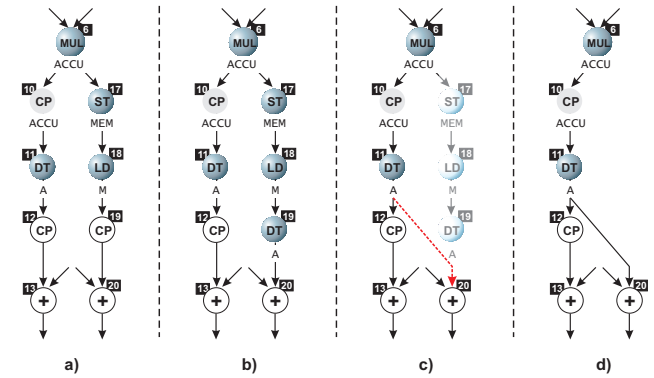 6 6 6 6
MUL MUL MUL MUL
ACCU ACCU ACCU ACCU
10 17 10 17 10 17 10
CP ST CP ST CP ST CP
ACCU MEM ACCU MEM ACCU MEM ACCU
11 18 11 18 11 18 11
DT LD DT LD DT LD DT
A M A M A M A
12 19 12 19 12 19 12
CP CP CP DT CP DT CP
A A
13 20 13 20 13 20 13 20
+ + + + + + + +
a) b) c) d)